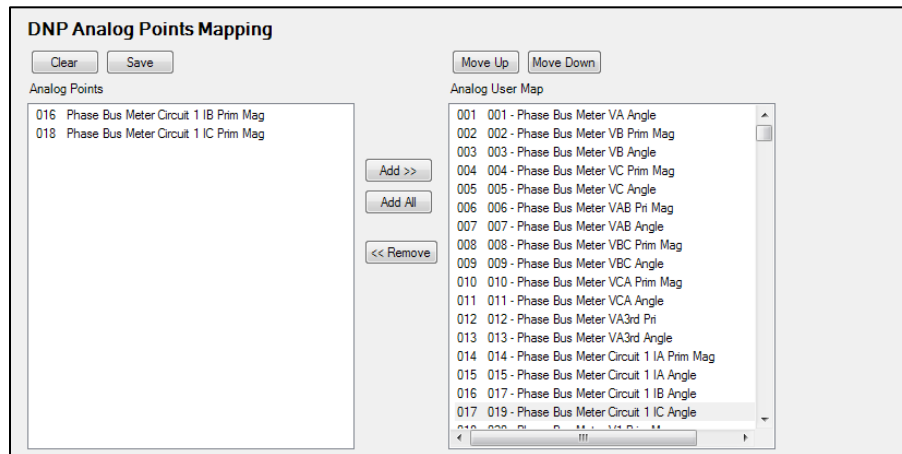 DNP Analog Points Mapping
Clear Save
Move Up Move Down
Analog Points
Analog User Map
016 Phase Bus Meter Circuit 1 IB Prim Mag
018 Phase Bus Meter Circuit 1 IC Prim Mag
Add >>
Add All
<< Remove
001 001 - Phase Bus Meter VA Angle
002 002 - Phase Bus Meter VB Prim Mag
003 003 - Phase Bus Meter VB Angle
004 004 - Phase Bus Meter VC Prim Mag
005 005 - Phase Bus Meter VC Angle
006 006 - Phase Bus Meter VAB Pri Mag
007 007 - Phase Bus Meter VAB Angle
008 008 - Phase Bus Meter VBC Prim Mag
009 009 - Phase Bus Meter VBC Angle
010 010 - Phase Bus Meter VCA Prim Mag
011 011 - Phase Bus Meter VCA Angle
012 012 - Phase Bus Meter VA3rd Pri
013 013 - Phase Bus Meter VA3rd Angle
014 014 - Phase Bus Meter Circuit 1 IA Prim Mag
015 015 - Phase Bus Meter Circuit 1 IA Angle
016 017 - Phase Bus Meter Circuit 1 IB Angle
017 019 - Phase Bus Meter Circuit 1 IC Angle